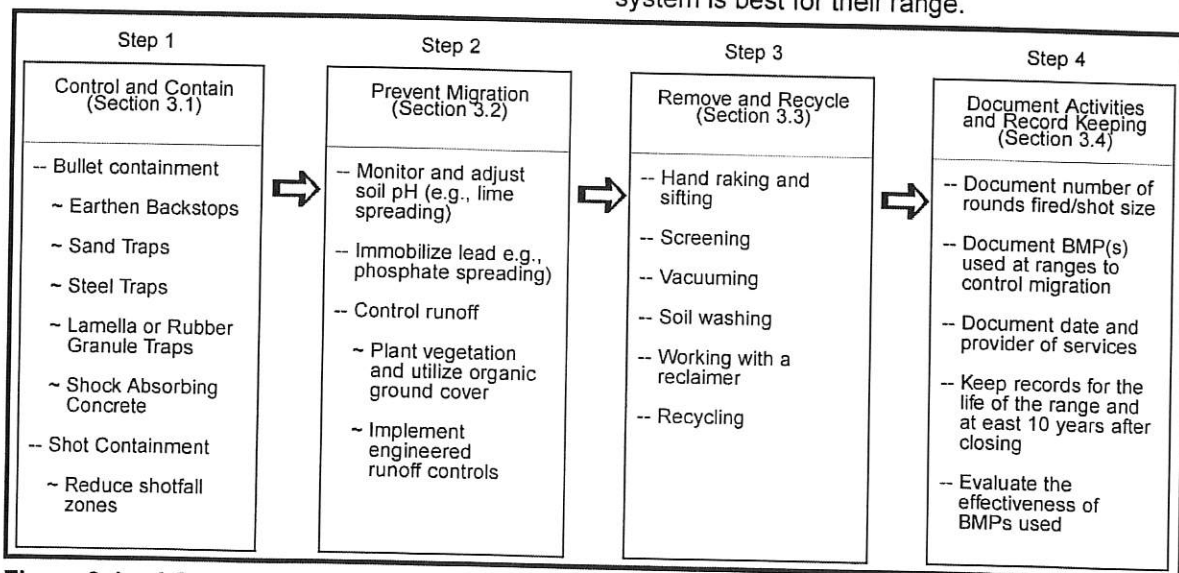 system is best for their range.
Step 1
Control and Contain
(Section 3.1)
-- Bullet containment
~ Earthen Backstops
~ Sand Traps
~ Steel Traps
~ Lamella or Rubber
Granule Traps
~ Shock Absorbing
Concrete
-- Shot Containment
~ Reduce shotfall
zones
Step 2
Prevent Migration
(Section 3.2)
-- Monitor and adjust
soil pH (e.g., lime
spreading)
-- Immobilize lead e.g.,
phosphate spreading)
-- Control runoff
~ Plant vegetation
and utilize organic
ground cover
~ Implement
engineered
runoff controls
Step 3
Remove and Recycle
(Section 3.3)
-- Hand raking and
sifting
-- Screening
-- Vacuuming
-- Soil washing
-- Working with a
reclaimer
-- Recycling
Step 4
Document Activities
and Record Keeping
(Section 3.4)
-- Document number of
rounds fired/shot size
-- Document BMP(s)
used at ranges to
control migration
-- Document date and
provider of services
-- Keep records for the
life of the range and
at east 10 years after
closing
-- Evaluate the
effectiveness of
BMPs used